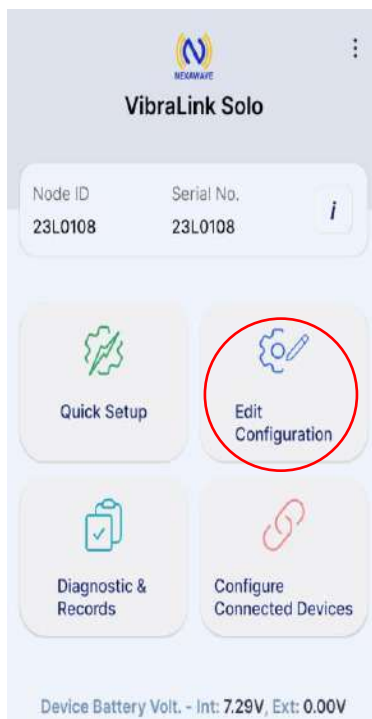 NEXAWAVE
VibraLink Solo
Node ID Serial No.
23L0108 23L0108
i
Quick Setup
Edit
Configuration
Diagnostic &
Records
Configure
Connected Devices
Device Battery Volt. - Int: 7.29V, Ext: 0.00V